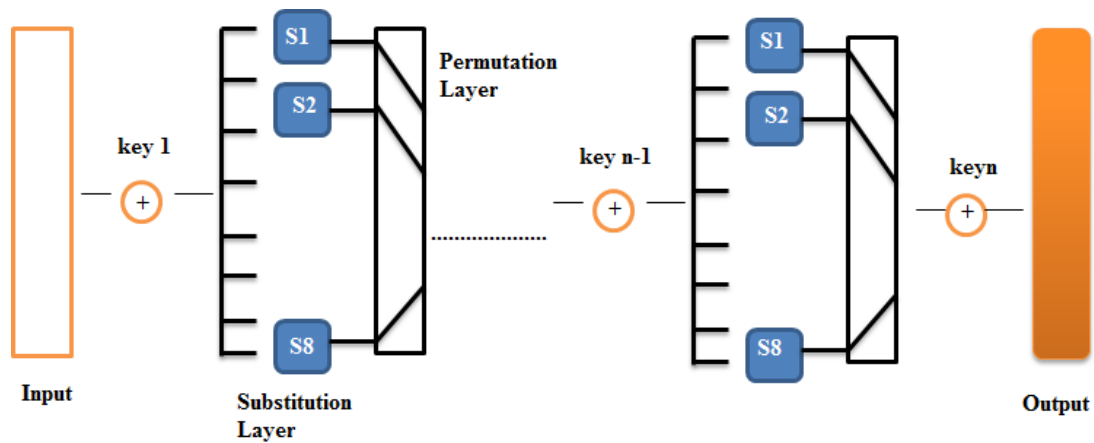 S1
S1
Permutation
Layer
S2
S2
key 1
key n-1
keyn
+
+
+
.....................
S8
S8
Input
Substitution
Layer
Output